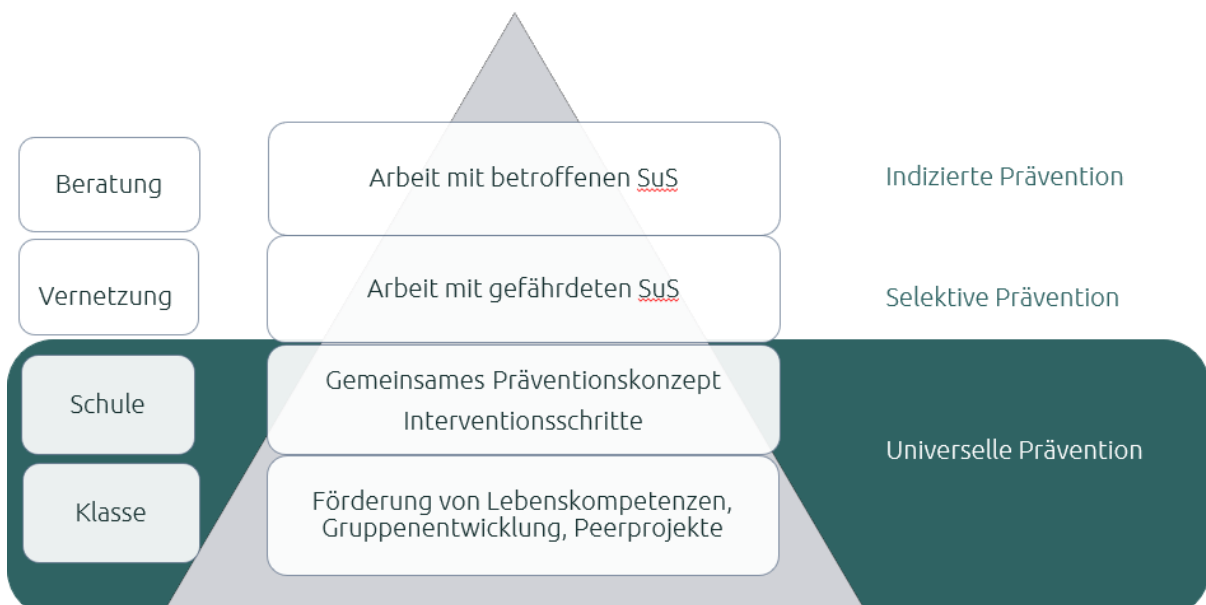 Beratung
Arbeit mit betroffenen SuS
Indizierte Prävention
Vernetzung
Arbeit mit gefährdeten SuS
Selektive Prävention
Schule
Gemeinsames Präventionskonzept
Interventionsschritte
Universelle Prävention
Klasse
Förderung von Lebenskompetenzen,
Gruppenentwicklung, Peerprojekte